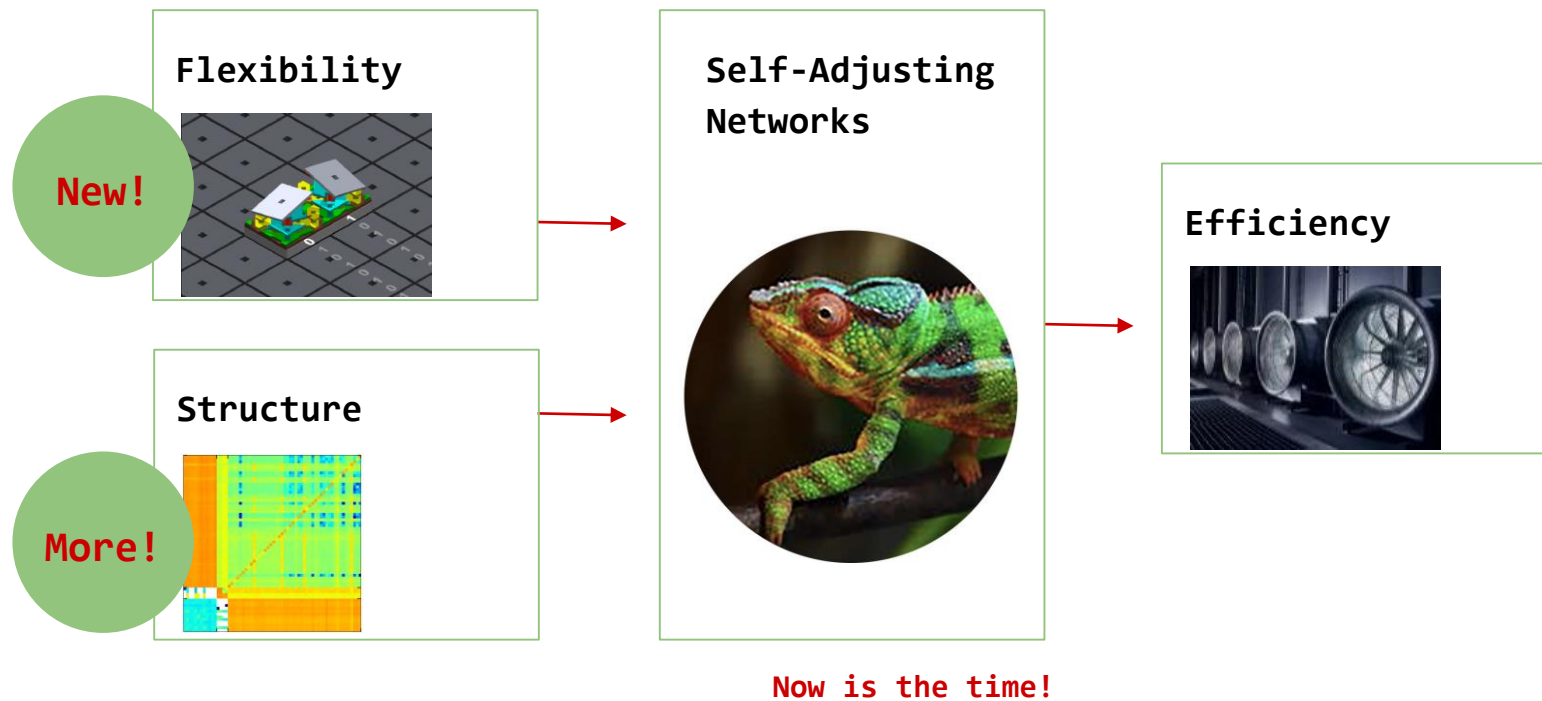 Flexibility
New!
Structure
More!
Self-Adjusting
Networks
Efficiency
Now is the time!